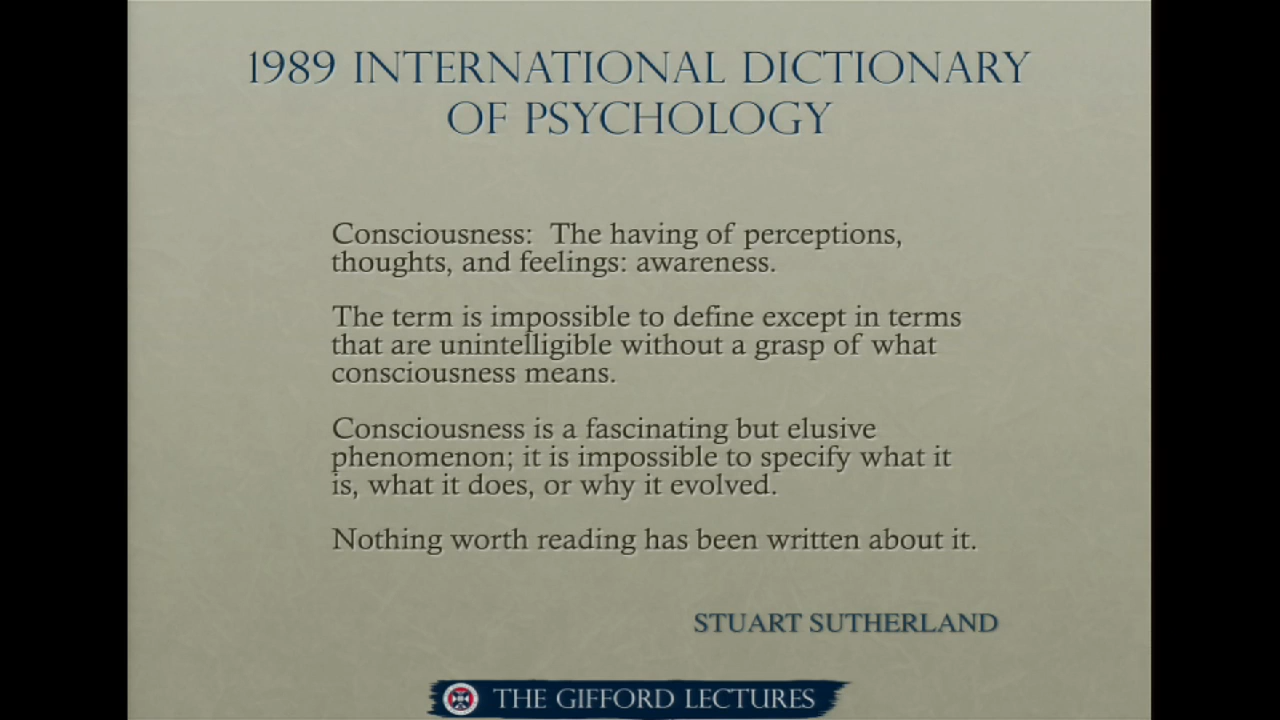 1989 INTERNATIONAL DICTIONARY
OF PSYCHOLOGY
Consciousness: The having of perceptions,
thoughts, and feelings: awareness.
The term is impossible to define except in terms
that are unintelligible without a grasp of what
consciousness means.
Consciousness is a fascinating but elusive
phenomenon; it is impossible to specify what it
is, what it does, or why it evolved.
Nothing worth reading has been written about it.
STUART SUTHERLAND
THE GIFFORD LECTURES